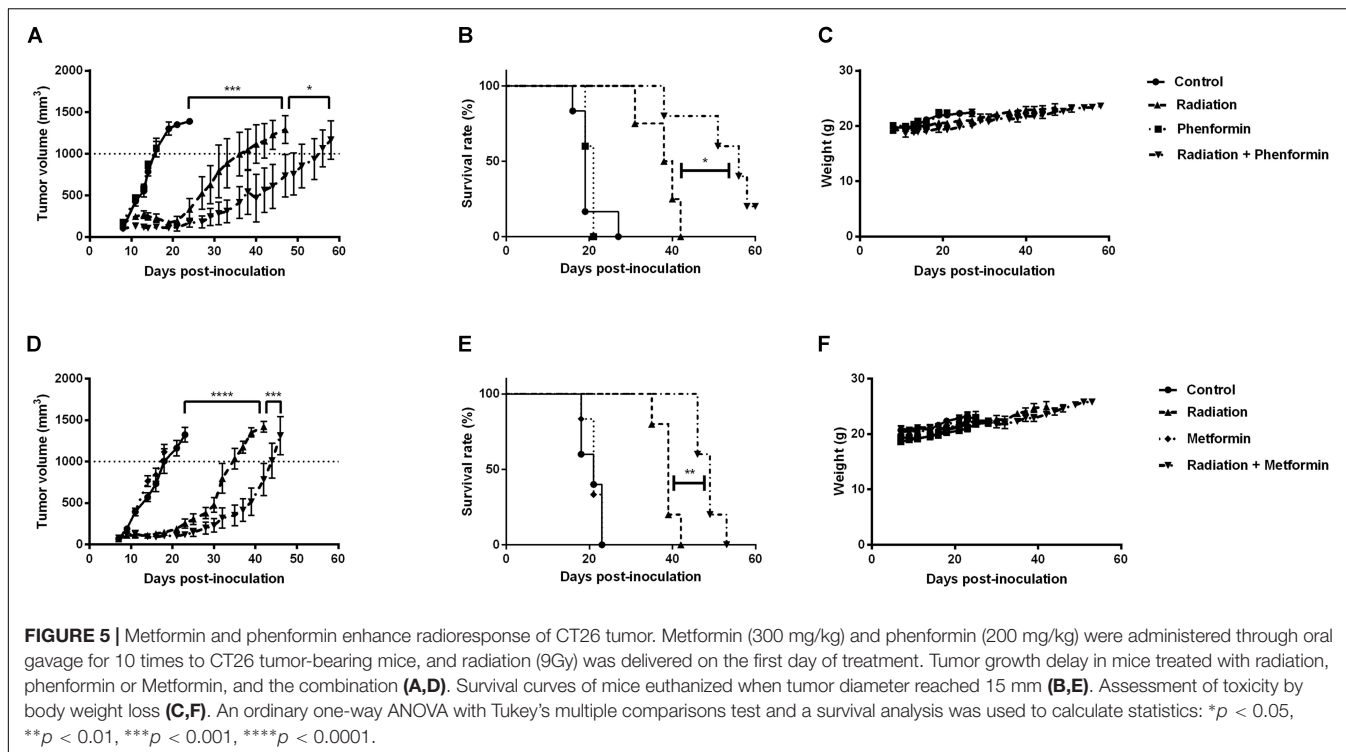 A
B
C
Tumor volume (mm³)
2000
1500
1000
500
0
***
*
0 10 20 30 40 50 60
Days post-inoculation
Survival rate (%)
100
50
0
*
0 20 40 60
Days post-inoculation
Weight (g)
30
20
10
0
0 20 40 60
Days post-inoculation
Control
Radiation
Phenformin
Radiation + Phenformin
D
E
F
Tumor volume (mm³)
2000
1500
1000
500
0
****
***
0 10 20 30 40 50 60
Days post-inoculation
Survival rate (%)
100
50
0
**
0 20 40 60
Days post-inoculation
Weight (g)
30
20
10
0
0 20 40 60
Days post-inoculation
Control
Radiation
Metformin
Radiation + Metformin
FIGURE 5 | Metformin and phenformin enhance radioresponse of CT26 tumor. Metformin (300 mg/kg) and phenformin (200 mg/kg) were administered through oral
gavage for 10 times to CT26 tumor-bearing mice, and radiation (9Gy) was delivered on the first day of treatment. Tumor growth delay in mice treated with radiation,
phenformin or Metformin, and the combination (A,D). Survival curves of mice euthanized when tumor diameter reached 15 mm (B,E). Assessment of toxicity by
body weight loss (C,F). An ordinary one-way ANOVA with Tukey's multiple comparisons test and a survival analysis was used to calculate statistics: *p < 0.05,
**p < 0.01, ***p < 0.001, ****p < 0.0001.